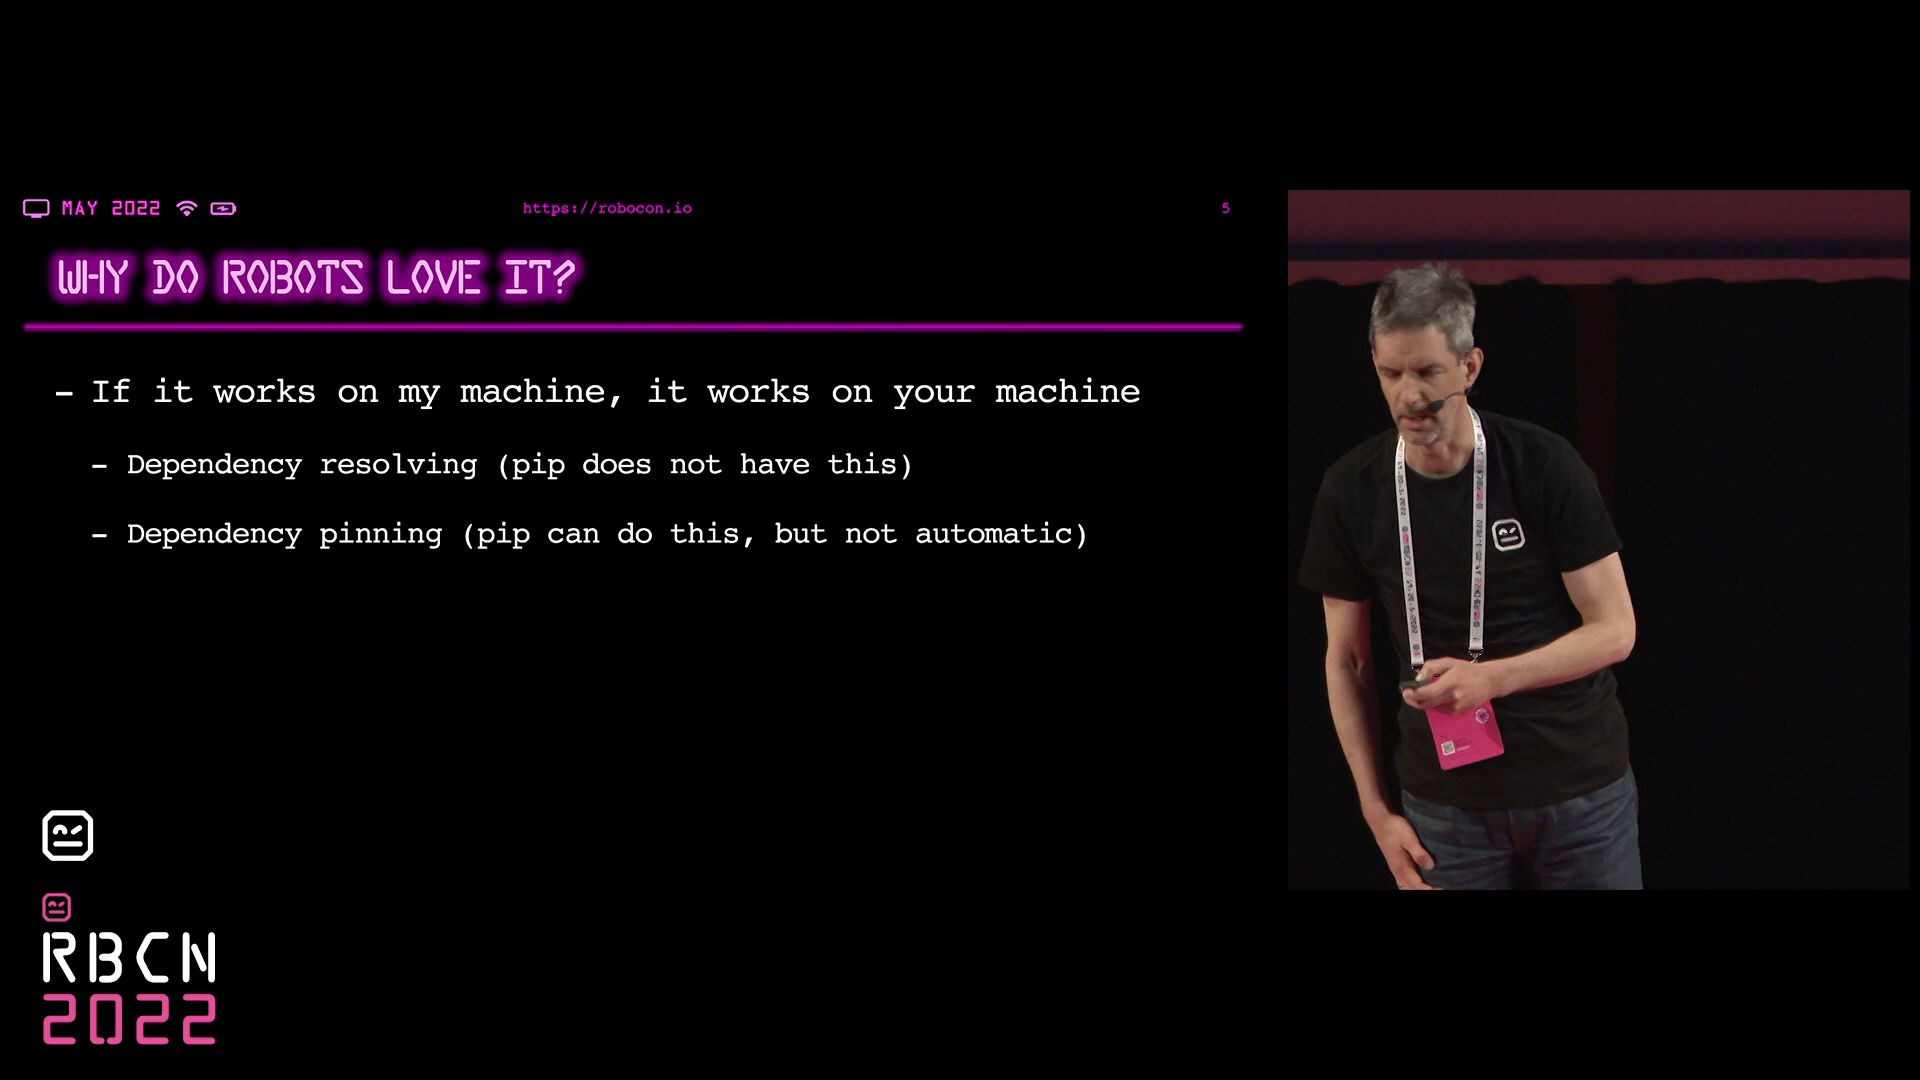 MAY 2022
https://robocon.io
5
WHY DO ROBOTS LOVE IT?
– If it works on my machine, it works on your machine
– Dependency resolving (pip does not have this)
– Dependency pinning (pip can do this, but not automatic)
RBCN
2022